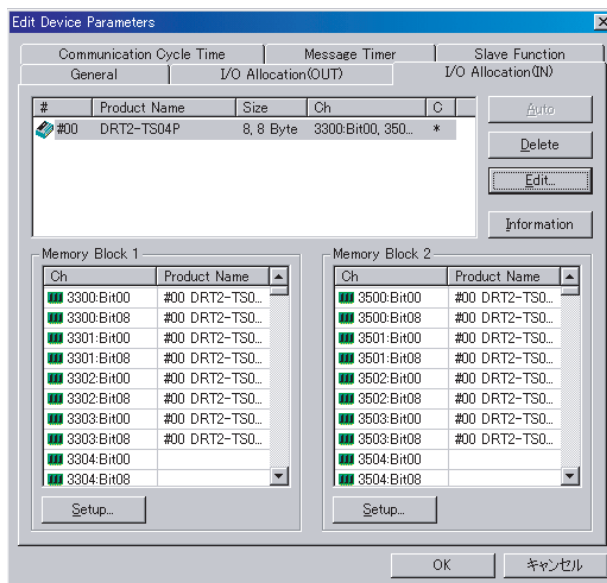 Edit Device Parameters
Communication Cycle Time Message Timer Slave Function
General I/O Allocation(OUT) I/O Allocation(IN)
# Product Name Size Ch C
#00 DRT2-TS04P 8, 8 Byte 3300:Bit00, 350... *
Auto
Delete
Edit...
Information
Memory Block 1
Ch Product Name
3300:Bit00 #00 DRT2-TS0...
3300:Bit08 #00 DRT2-TS0...
3301:Bit00 #00 DRT2-TS0...
3301:Bit08 #00 DRT2-TS0...
3302:Bit00 #00 DRT2-TS0...
3302:Bit08 #00 DRT2-TS0...
3303:Bit00 #00 DRT2-TS0...
3303:Bit08 #00 DRT2-TS0...
3304:Bit00
3304:Bit08
Setup...
Memory Block 2
Ch Product Name
3500:Bit00 #00 DRT2-TS0...
3500:Bit08 #00 DRT2-TS0...
3501:Bit00 #00 DRT2-TS0...
3501:Bit08 #00 DRT2-TS0...
3502:Bit00 #00 DRT2-TS0...
3502:Bit08 #00 DRT2-TS0...
3503:Bit00 #00 DRT2-TS0...
3503:Bit08 #00 DRT2-TS0...
3504:Bit00
3504:Bit08
Setup...
OK キャンセル